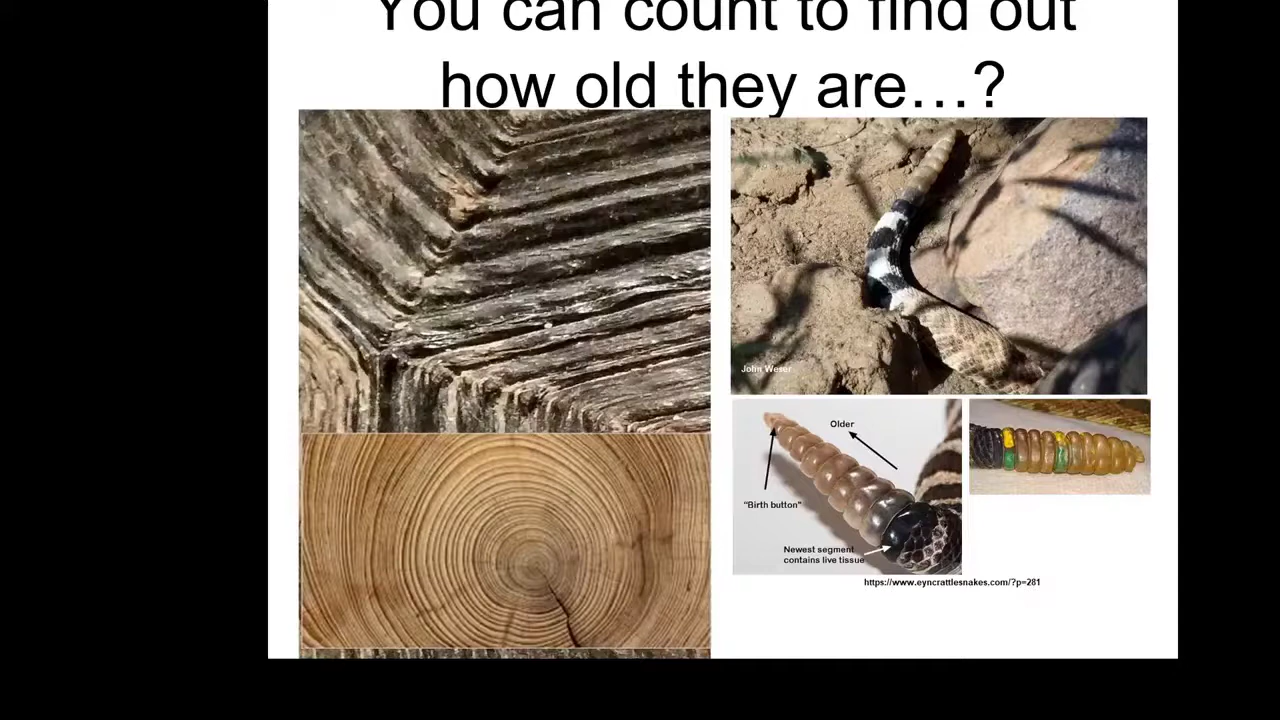 You can count to find out
how old they are…?
John Weser
Older
"Birth button"
Newest segment
contains live tissue
https://www.eyncrattlesnakes.com/?p=281